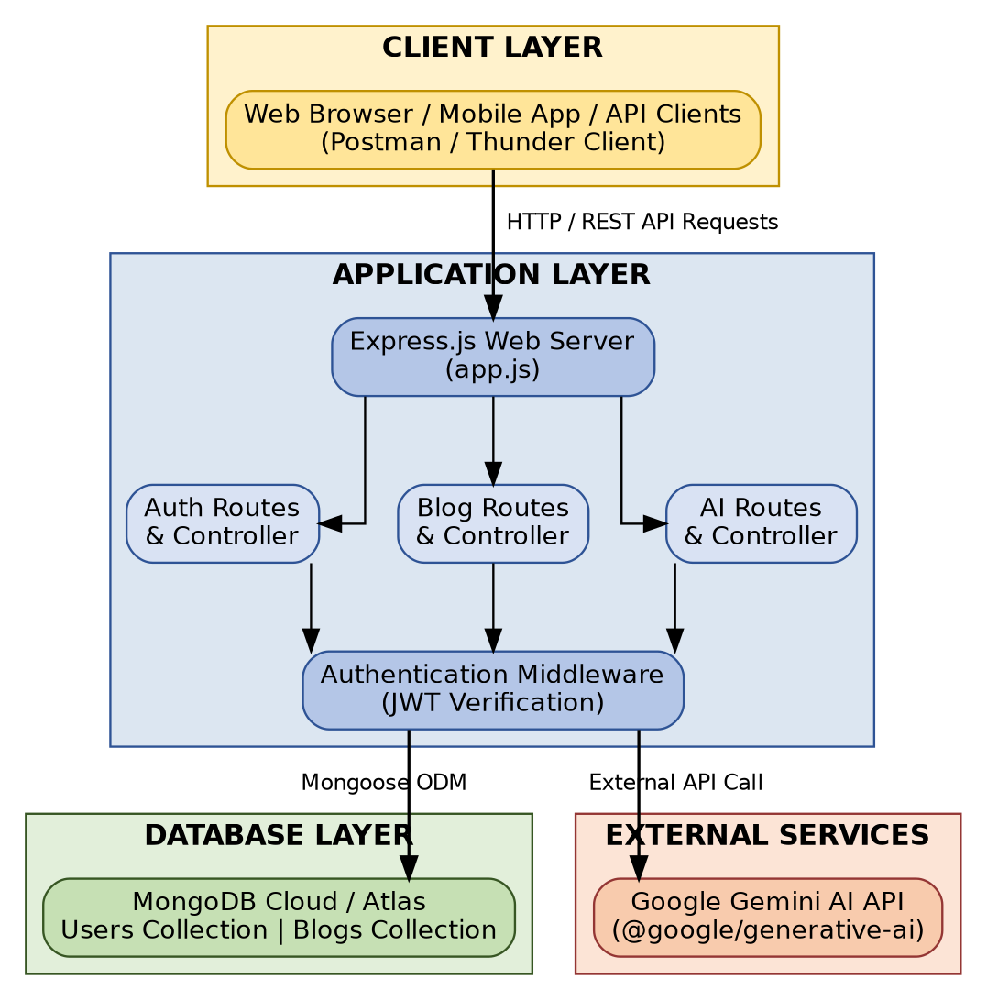 CLIENT LAYER
Web Browser / Mobile App / API Clients
(Postman / Thunder Client)
HTTP / REST API Requests
APPLICATION LAYER
Express.js Web Server
(app.js)
Auth Routes
& Controller
Blog Routes
& Controller
AI Routes
& Controller
Authentication Middleware
(JWT Verification)
Mongoose ODM
External API Call
DATABASE LAYER
MongoDB Cloud / Atlas
Users Collection | Blogs Collection
EXTERNAL SERVICES
Google Gemini AI API
(@google/generative-ai)